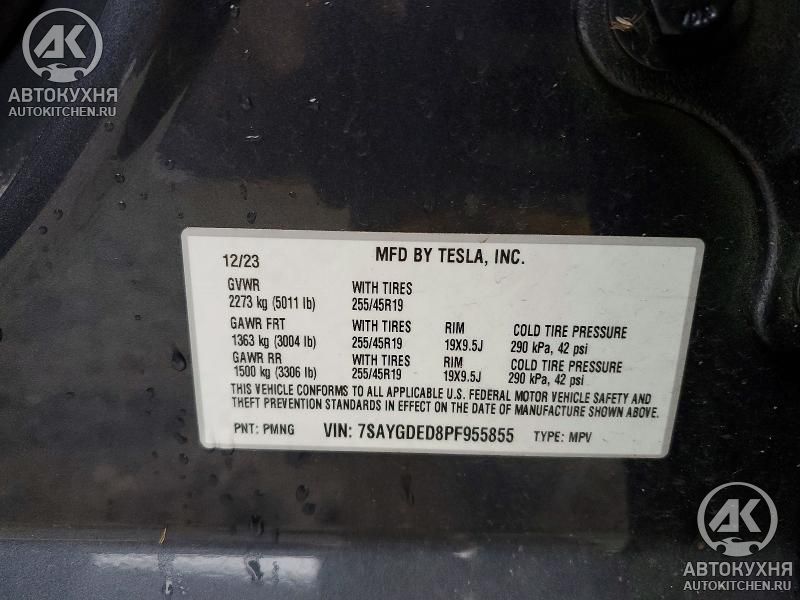 АК
АВТОКУХНЯ
AUTOKITCHEN.RU
12/23 MFD BY TESLA, INC.
GVWR WITH TIRES
2273 kg (5011 lb) 255/45R19
GAWR FRT WITH TIRES RIM COLD TIRE PRESSURE
1363 kg (3004 lb) 255/45R19 19X9.5J 290 kPa, 42 psi
GAWR RR WITH TIRES RIM COLD TIRE PRESSURE
1500 kg (3306 lb) 255/45R19 19X9.5J 290 kPa, 42 psi
THIS VEHICLE CONFORMS TO ALL APPLICABLE U.S. FEDERAL MOTOR VEHICLE SAFETY AND
THEFT PREVENTION STANDARDS IN EFFECT ON THE DATE OF MANUFACTURE SHOWN ABOVE.
PNT: PMNG VIN: 7SAYGDED8PF955855 TYPE: MPV
АК
АВТОКУХНЯ
AUTOKITCHEN.RU